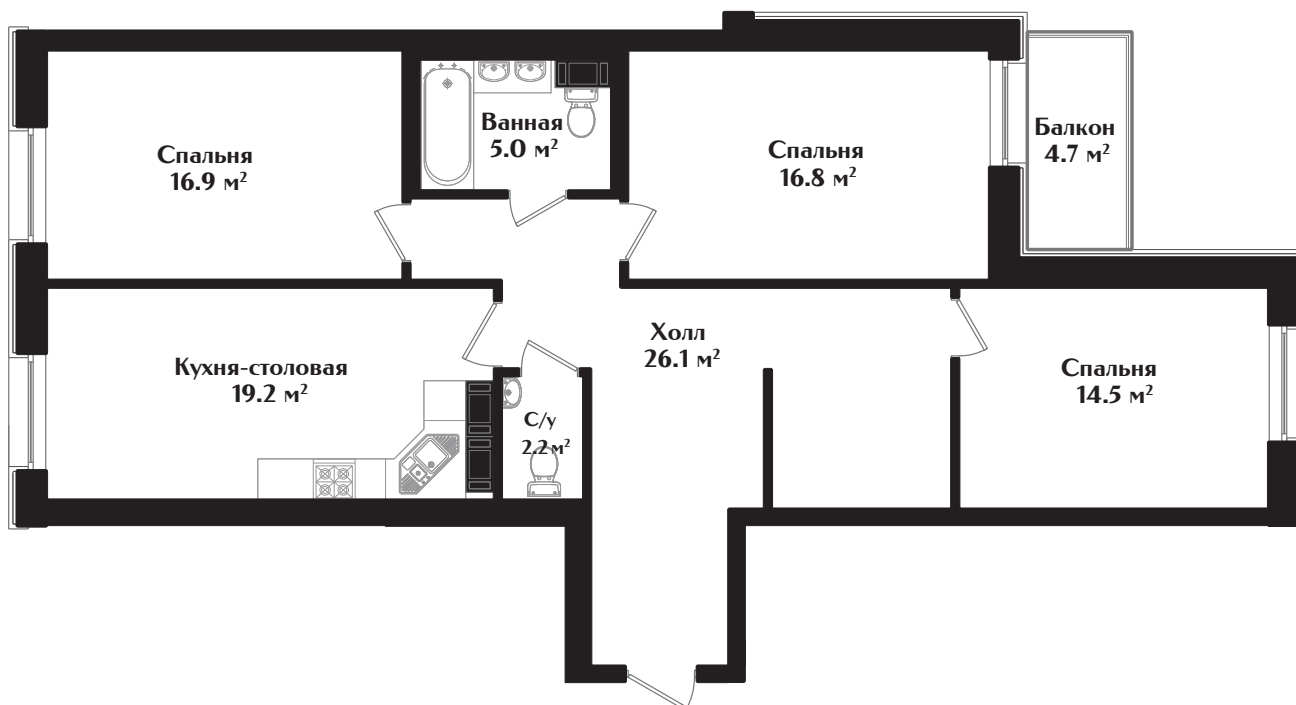 Спальня
16.9 м²
Ванная
5.0 м²
Спальня
16.8 м²
Балкон
4.7 м²
Кухня-столовая
19.2 м²
С/у
2.2 м²
Холл
26.1 м²
Спальня
14.5 м²